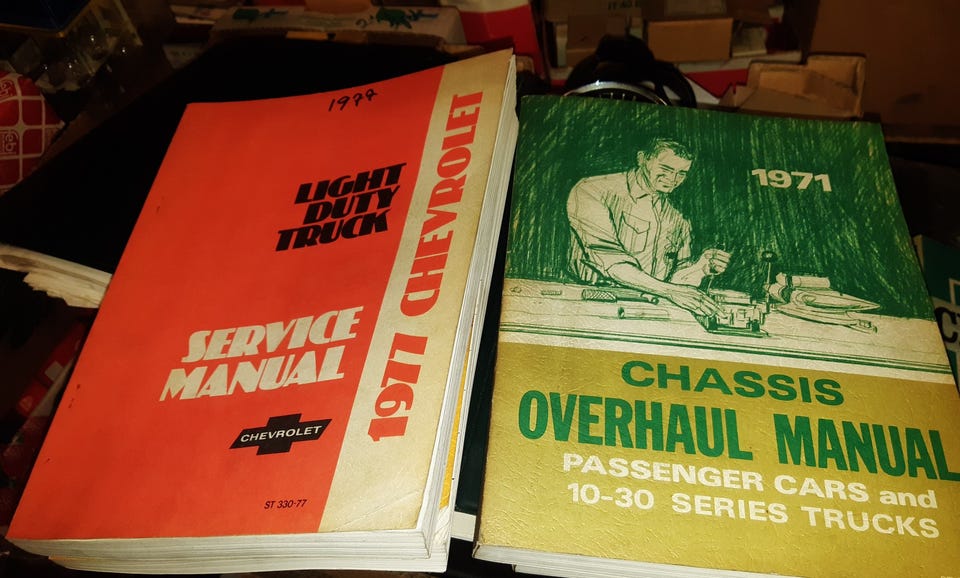 1977
LIGHT
DUTY
TRUCK
SERVICE
MANUAL
CHEVROLET
ST 330-77
1977 CHEVROLET
1971
CHASSIS
OVERHAUL MANUAL
PASSENGER CARS and
10-30 SERIES TRUCKS